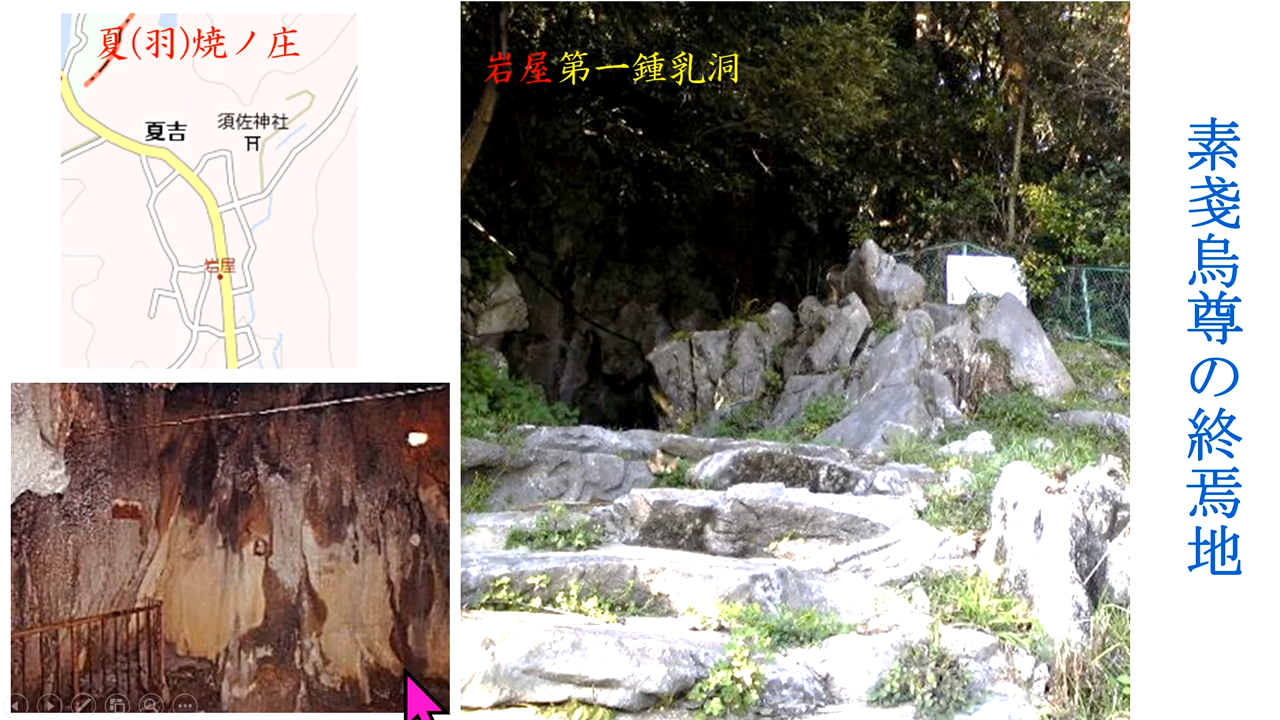 夏(羽)焼ノ庄
夏吉
須佐神社
岩屋
岩屋第一鍾乳洞
素戔烏尊の終焉地